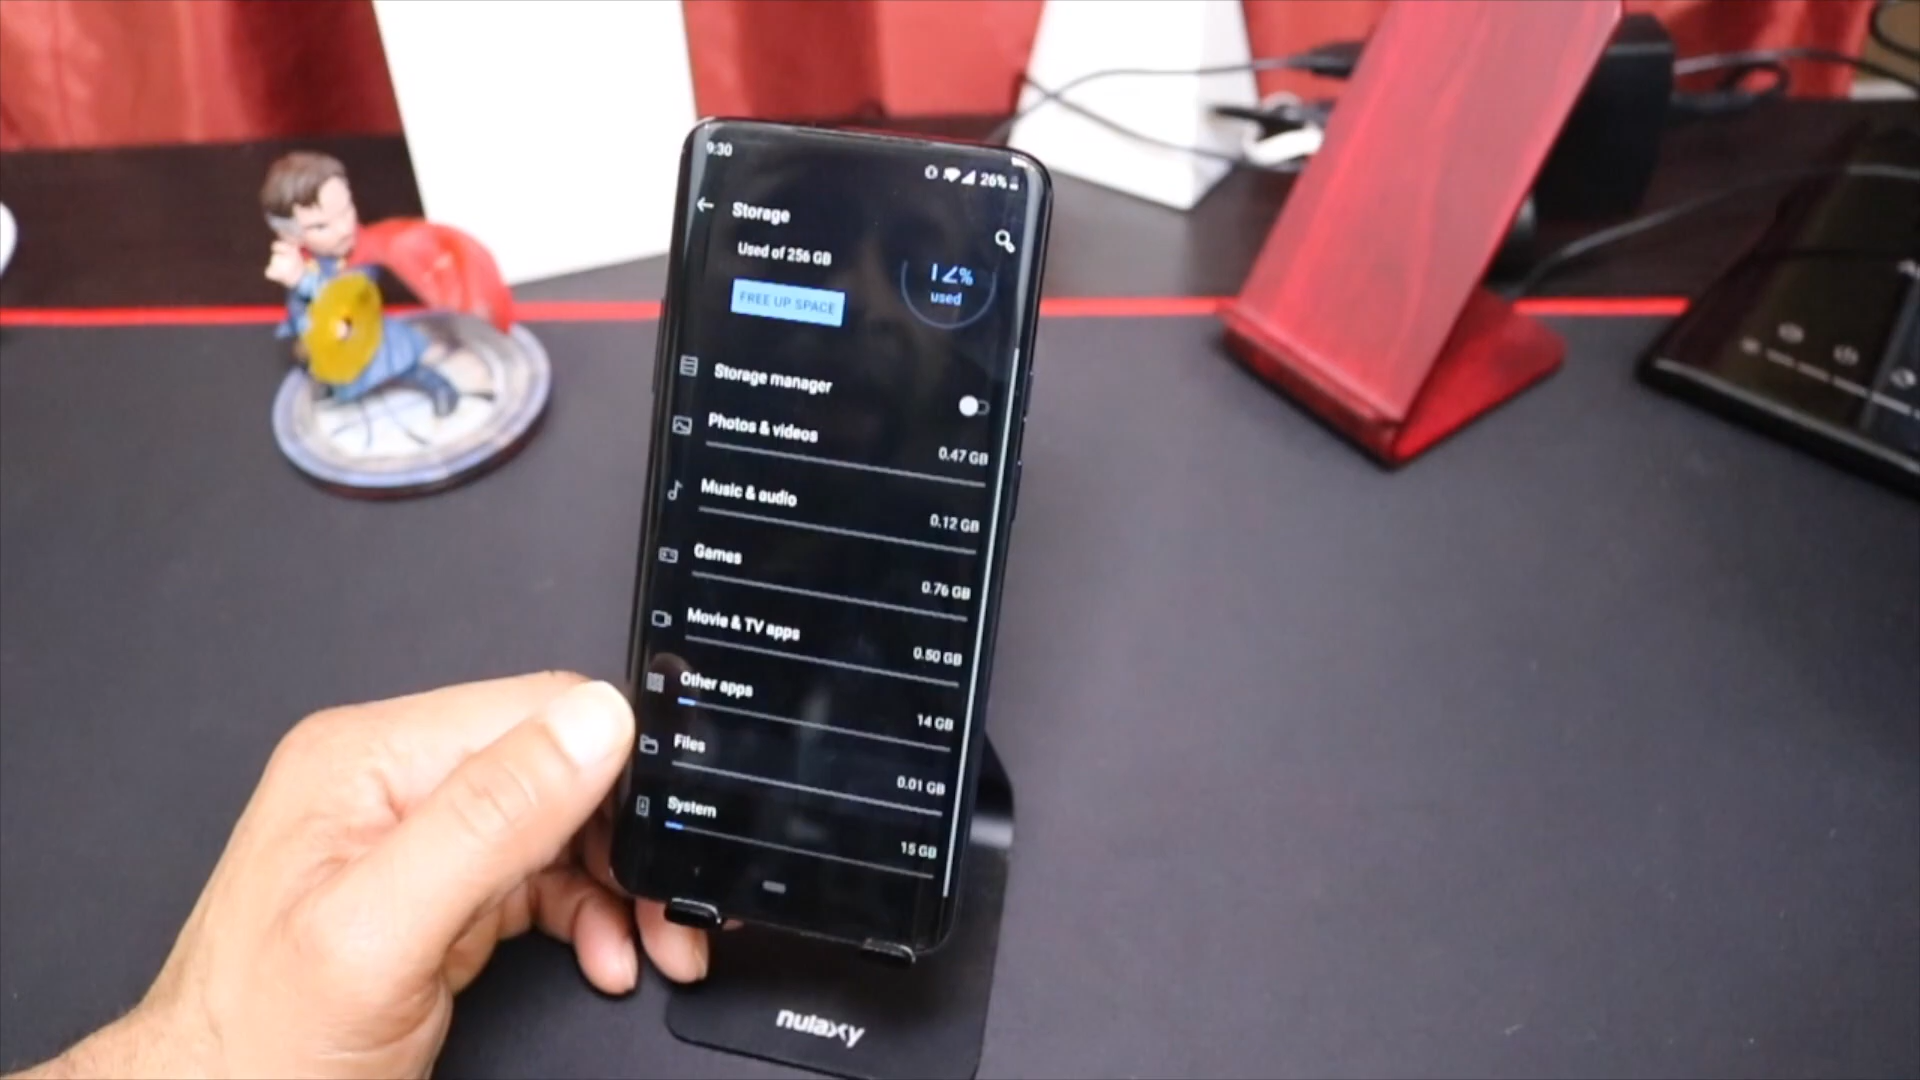 9:30
26%
Storage
Used of 256 GB
12%
used
FREE UP SPACE
Storage manager
Photos & videos
0.47 GB
Music & audio
0.12 GB
Games
0.76 GB
Movie & TV apps
0.50 GB
Other apps
14 GB
Files
0.01 GB
System
15 GB
nulaxy